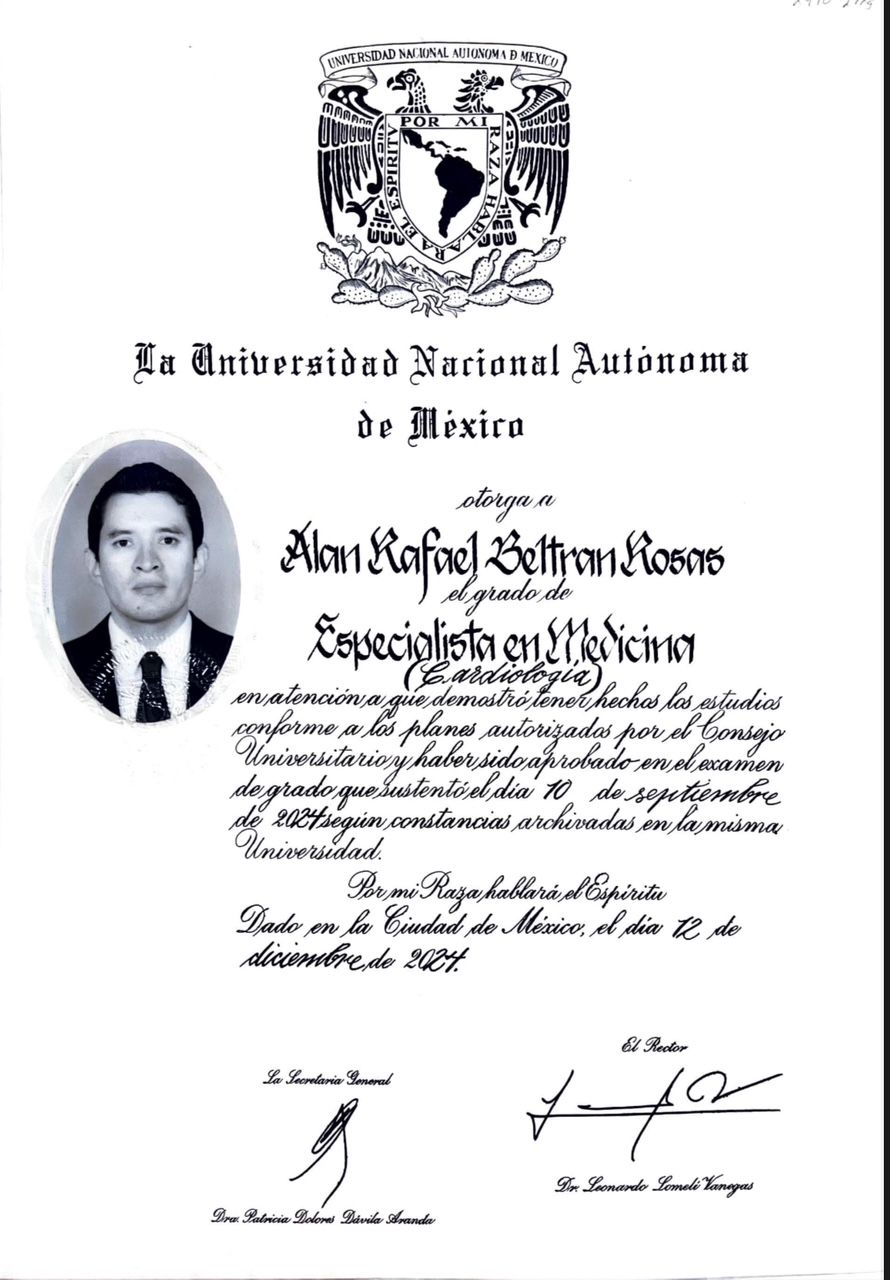 UNIVERSIDAD NACIONAL AUTONOMA D MEXICO
POR MI RAZA HABLARA EL ESPIRITV
La Universidad Nacional Autónoma
de México
otorga a
Alan Rafael Beltran Rosas
el grado de
Especialista en Medicina
(Cardiología)
en atención a que demostró tener hechos los estudios
conforme a los planes autorizados por el Consejo
Universitario y haber sido aprobado en el examen
de grado que sustentó el día 10 de septiembre
de 2024 según constancias archivadas en la misma
Universidad.
Por mi Raza hablará el Espíritu
Dado en la Ciudad de México, el día 12 de
diciembre de 2024.
El Rector
La Secretaria General
Dr. Leonardo Lomelí Vanegas
Dra. Patricia Dolores Dávila Aranda